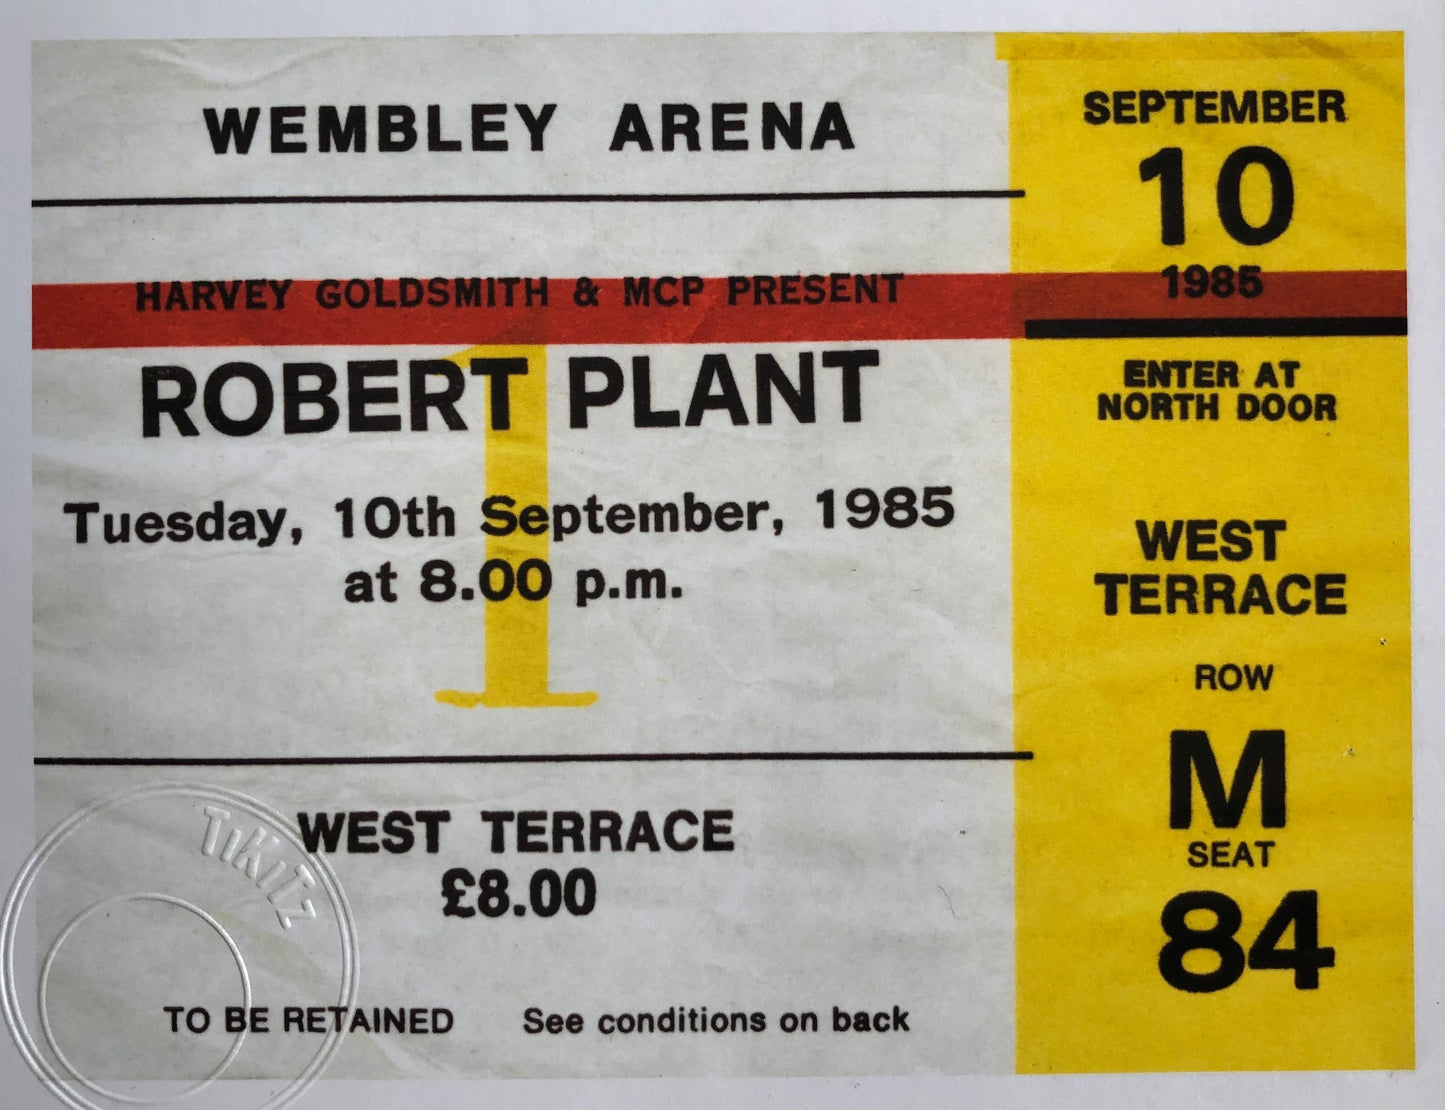 WEMBLEY ARENA
HARVEY GOLDSMITH & MCP PRESENT
ROBERT PLANT
1
Tuesday, 10th September, 1985
at 8.00 p.m.
WEST TERRACE
£8.00
TO BE RETAINED See conditions on back
TiKiTz
SEPTEMBER
10
1985
ENTER AT
NORTH DOOR
WEST
TERRACE
ROW
M
SEAT
84